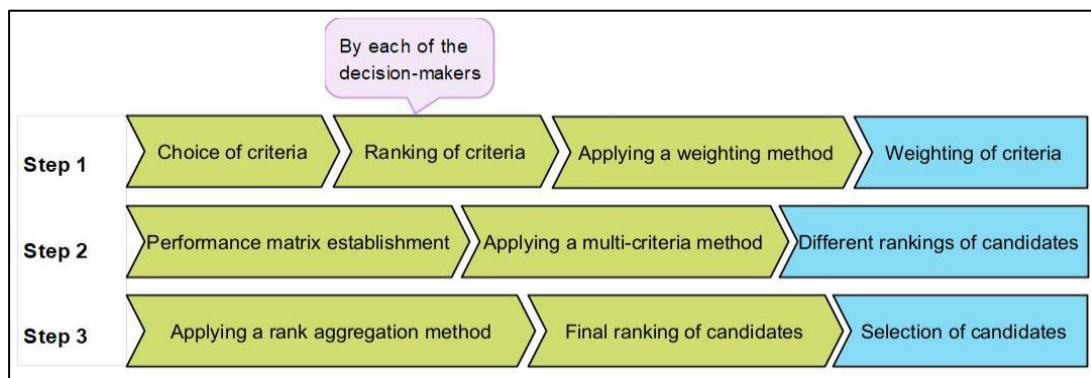 By each of the
decision-makers
Step 1
Choice of criteria
Ranking of criteria
Applying a weighting method
Weighting of criteria
Step 2
Performance matrix establishment
Applying a multi-criteria method
Different rankings of candidates
Step 3
Applying a rank aggregation method
Final ranking of candidates
Selection of candidates